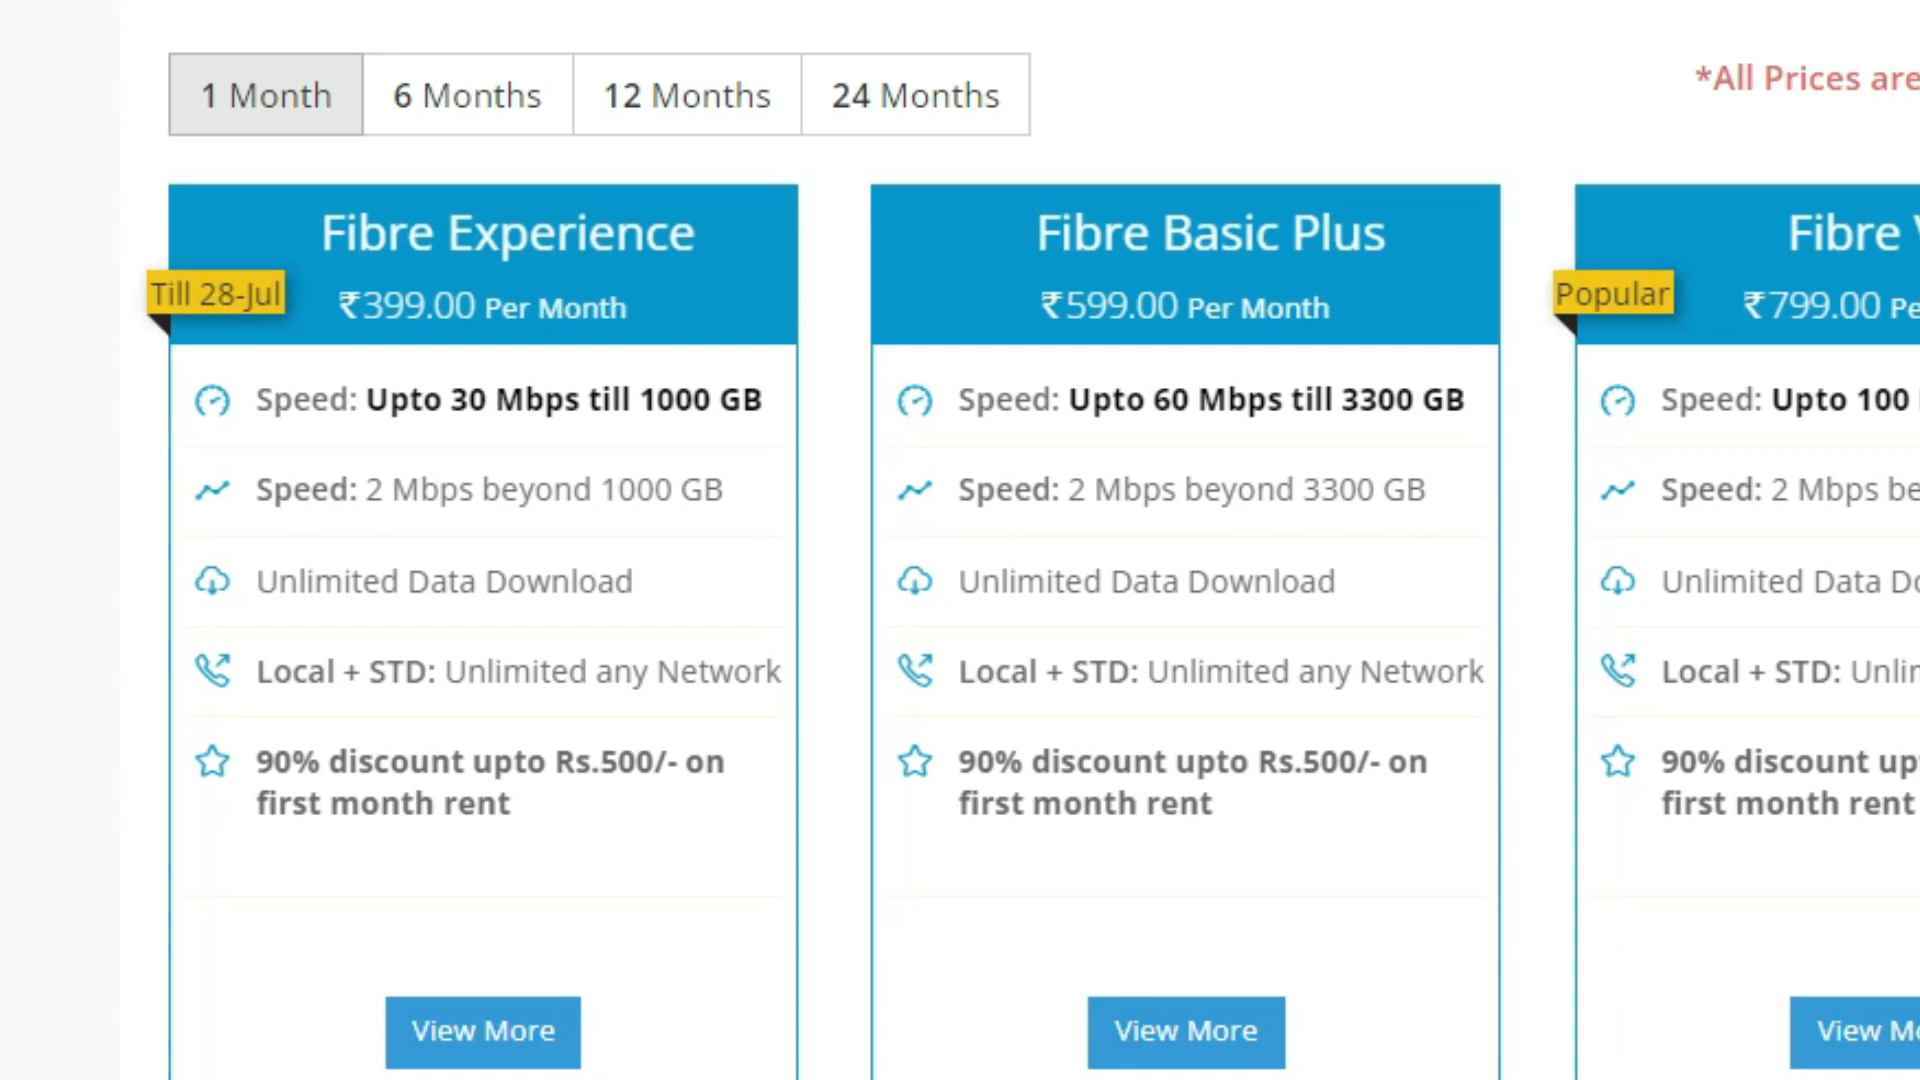 1 Month 6 Months 12 Months 24 Months
*All Prices are
Fibre Experience
Till 28-Jul
₹399.00 Per Month
Speed: Upto 30 Mbps till 1000 GB
Speed: 2 Mbps beyond 1000 GB
Unlimited Data Download
Local + STD: Unlimited any Network
90% discount upto Rs.500/- on
first month rent
View More
Fibre Basic Plus
₹599.00 Per Month
Speed: Upto 60 Mbps till 3300 GB
Speed: 2 Mbps beyond 3300 GB
Unlimited Data Download
Local + STD: Unlimited any Network
90% discount upto Rs.500/- on
first month rent
View More
Fibre
Popular
₹799.00
Speed: Upto 100
Speed: 2 Mbps
Unlimited Data
Local + STD:
90% discount
first month rent
View